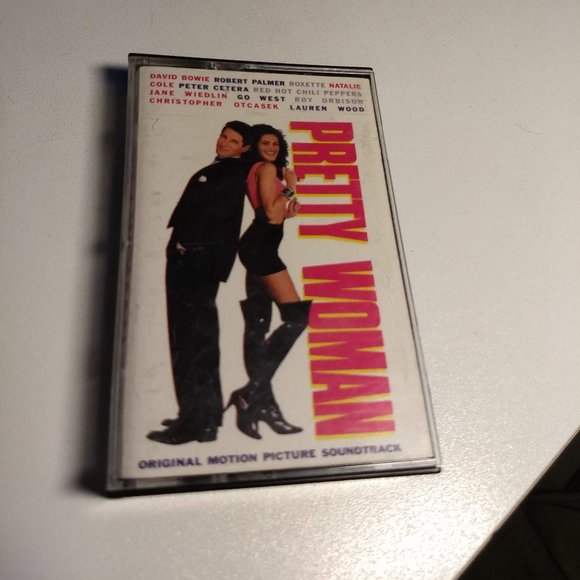 DAVID BOWIE ROBERT PALMER ROXETTE NATALIE
COLE PETER CETERA RED HOT CHILI PEPPERS
JANE WIEDLIN GO WEST ROY ORBISON
CHRISTOPHER OTCASEK LAUREN WOOD
PRETTY WOMAN
ORIGINAL MOTION PICTURE SOUNDTRACK